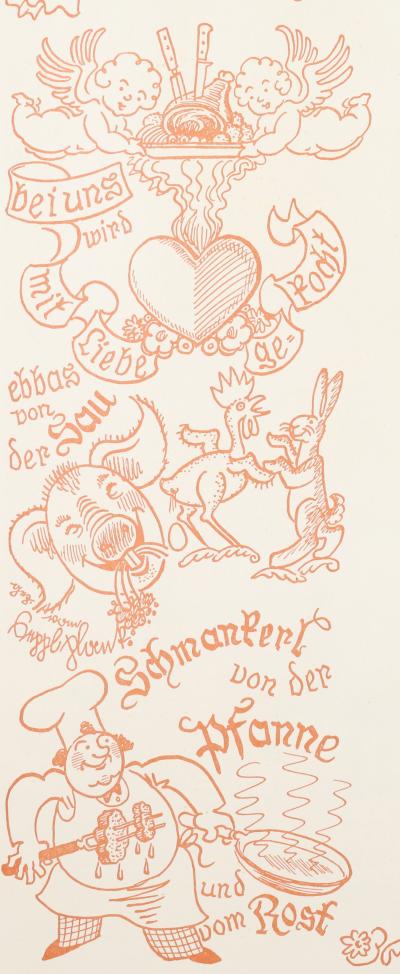 bei uns
wird
mit
Liebe
ge=
kocht
ebbas
von
der Sau
Schmankerl
von der
Pfanne
und
vom Rost